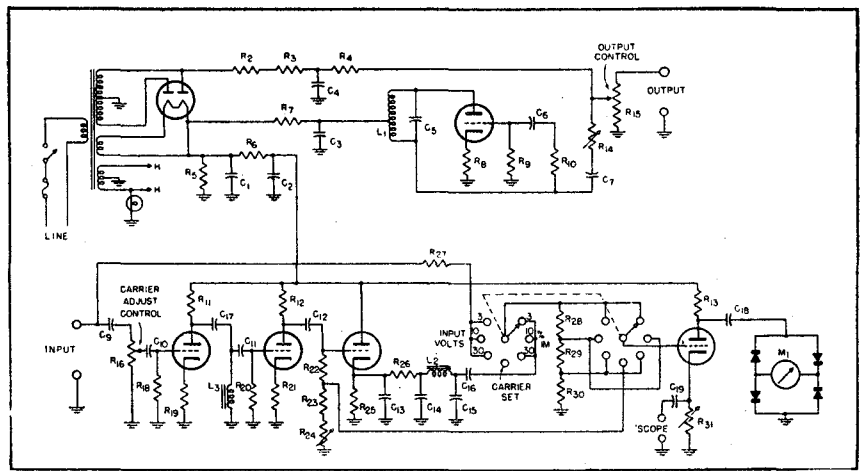 R2
R3
R4
OUTPUT
CONTROL
C4
OUTPUT
R15
R7
C3
L1
C5
C6
R14
R6
R8
R9
R10
C7
R5
C1
C2
H
H
LINE
R27
CARRIER
ADJUST
CONTROL
R11
C17
R12
C12
R13
C18
INPUT
C9
R16
C10
C11
R18
R19
L3
R20
R21
R22
R23
R24
R25
R26
L2
C13
C14
C15
C16
INPUT
VOLTS
3
10
30
3
10
30
% IM
CARRIER
SET
R28
R29
R30
C19
'SCOPE
R31
M1